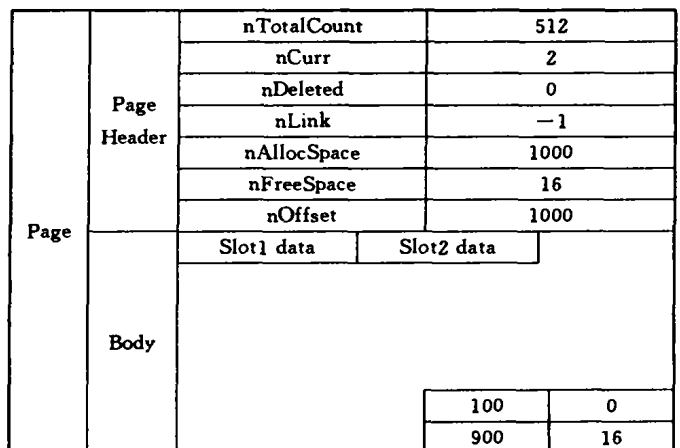 nTotalCount 512
nCurr 2
nDeleted 0
Page
Header
nLink −1
nAllocSpace 1000
nFreeSpace 16
nOffset 1000
Page
Slot1 data Slot2 data
Body
100 0
900 16